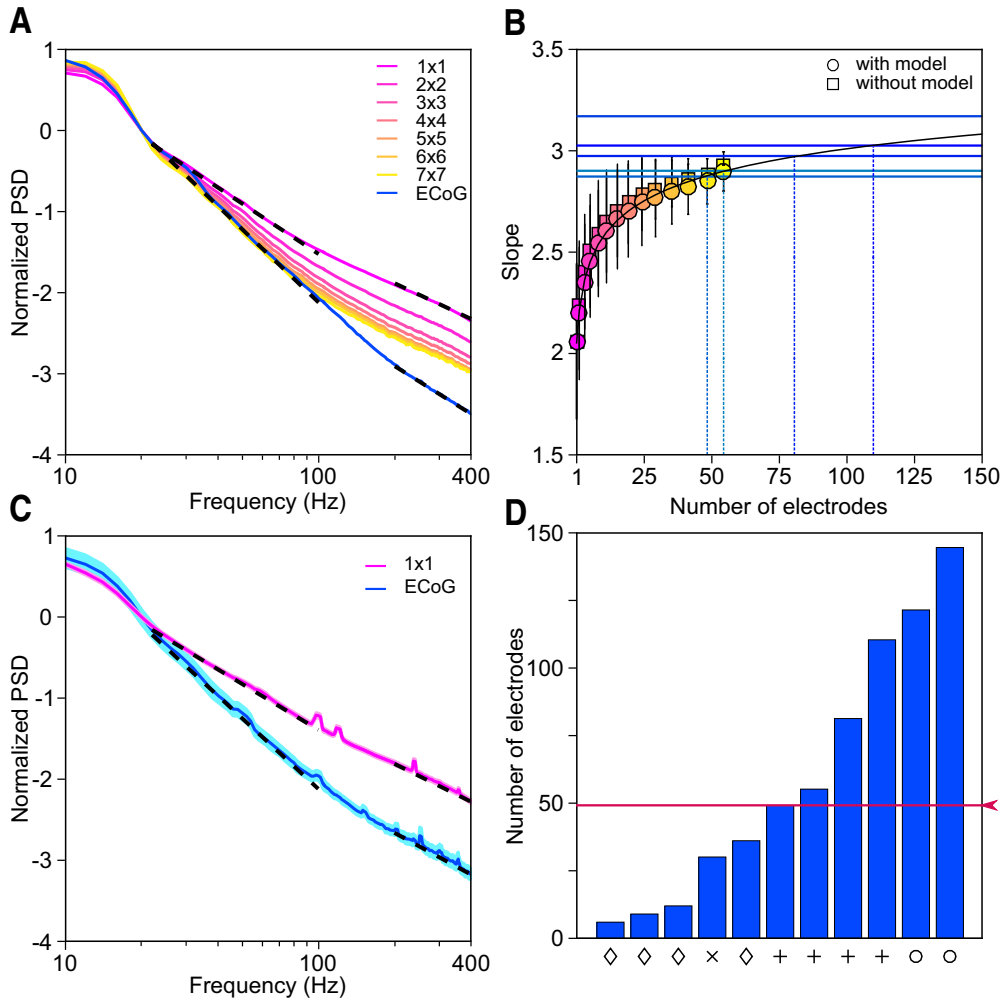 A
1
0
-1
-2
-3
-4
Normalized PSD
10
100
400
Frequency (Hz)
1x1
2x2
3x3
4x4
5x5
6x6
7x7
ECoG
B
3.5
3
2.5
2
1.5
Slope
with model
without model
1
25
50
75
100
125
150
Number of electrodes
C
1
0
-1
-2
-3
-4
Normalized PSD
10
100
400
Frequency (Hz)
1x1
ECoG
D
150
100
50
0
Number of electrodes